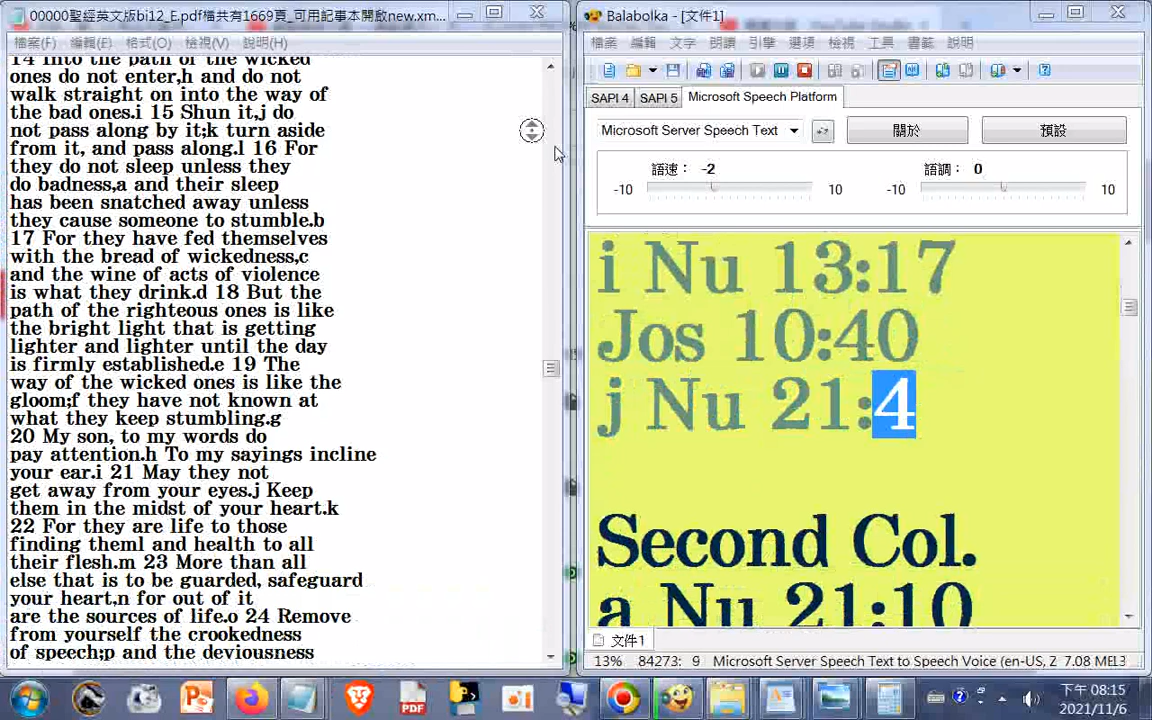 00000聖經英文版bi12_E.pdf檔共有1669頁_可用記事本開啟new.xm...
檔案(F) 編輯(E) 格式(O) 檢視(V) 說明(H)
14 Into the path of the wicked
ones do not enter,h and do not
walk straight on into the way of
the bad ones.i 15 Shun it,j do
not pass along by it;k turn aside
from it, and pass along.l 16 For
they do not sleep unless they
do badness,a and their sleep
has been snatched away unless
they cause someone to stumble.b
17 For they have fed themselves
with the bread of wickedness,c
and the wine of acts of violence
is what they drink.d 18 But the
path of the righteous ones is like
the bright light that is getting
lighter and lighter until the day
is firmly established.e 19 The
way of the wicked ones is like the
gloom;f they have not known at
what they keep stumbling.g
20 My son, to my words do
pay attention.h To my sayings incline
your ear.i 21 May they not
get away from your eyes.j Keep
them in the midst of your heart.k
22 For they are life to those
finding theml and health to all
their flesh.m 23 More than all
else that is to be guarded, safeguard
your heart,n for out of it
are the sources of life.o 24 Remove
from yourself the crookedness
of speech;p and the deviousness
Balabolka - [文件1]
檔案 編輯 文字 朗讀 引擎 選項 檢視 工具 書籤 說明
SAPI 4 SAPI 5 Microsoft Speech Platform
Microsoft Server Speech Text 關於 預設
語速： -2 語調： 0
-10 10 -10 10
i Nu 13:17
Jos 10:40
j Nu 21:4
Second Col.
a Nu 21:10
文件1
13% 84273: 9 Microsoft Server Speech Text to Speech Voice (en-US, Z 7.08 ME
下午 08:15
2021/11/6